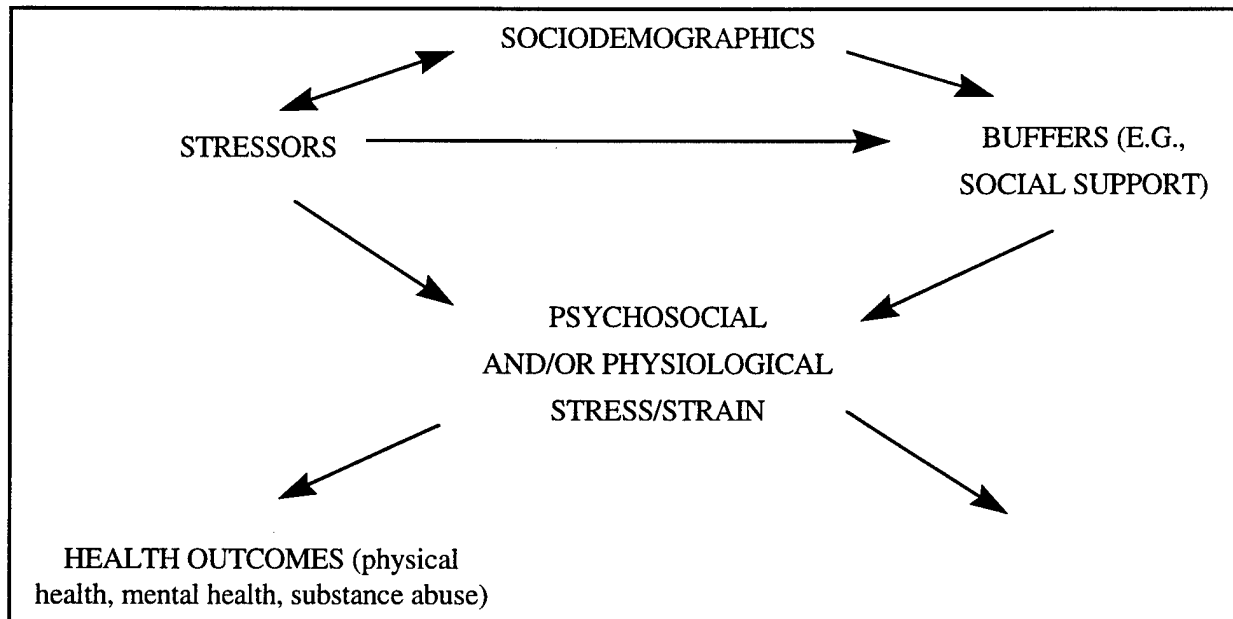 SOCIODEMOGRAPHICS
STRESSORS
BUFFERS (E.G.,
SOCIAL SUPPORT)
PSYCHOSOCIAL
AND/OR PHYSIOLOGICAL
STRESS/STRAIN
HEALTH OUTCOMES (physical
health, mental health, substance abuse)